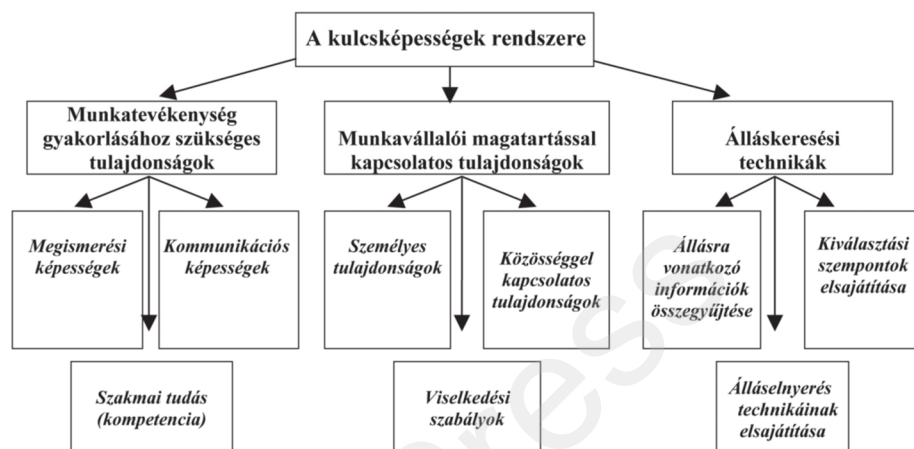 A kulcsképességek rendszere
Munkatevékenység
gyakorlásához szükséges
tulajdonságok
Munkavállalói magatartással
kapcsolatos tulajdonságok
Álláskeresési
technikák
Megismerési
képességek
Kommunikációs
képességek
Személyes
tulajdonságok
Közösséggel
kapcsolatos
tulajdonságok
Állásra
vonatkozó
információk
összegyűjtése
Kiválasztási
szempontok
elsajátítása
Szakmai tudás
(kompetencia)
Viselkedési
szabályok
Álláselnyerés
technikáinak
elsajátítása
ress